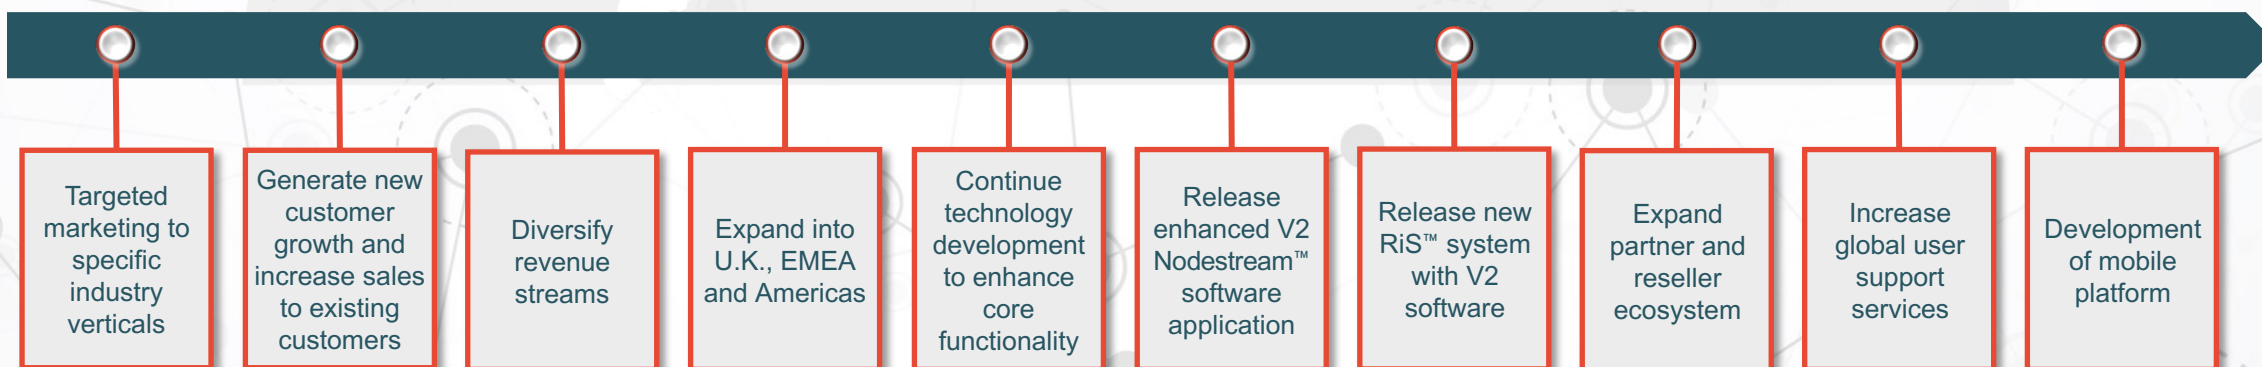 Targeted
marketing to
specific
industry
verticals
Generate new
customer
growth and
increase sales
to existing
customers
Diversify
revenue
streams
Expand into
U.K., EMEA
and Americas
Continue
technology
development
to enhance
core
functionality
Release
enhanced V2
Nodestream™
software
application
Release new
RiS™ system
with V2
software
Expand
partner and
reseller
ecosystem
Increase
global user
support
services
Development
of mobile
platform